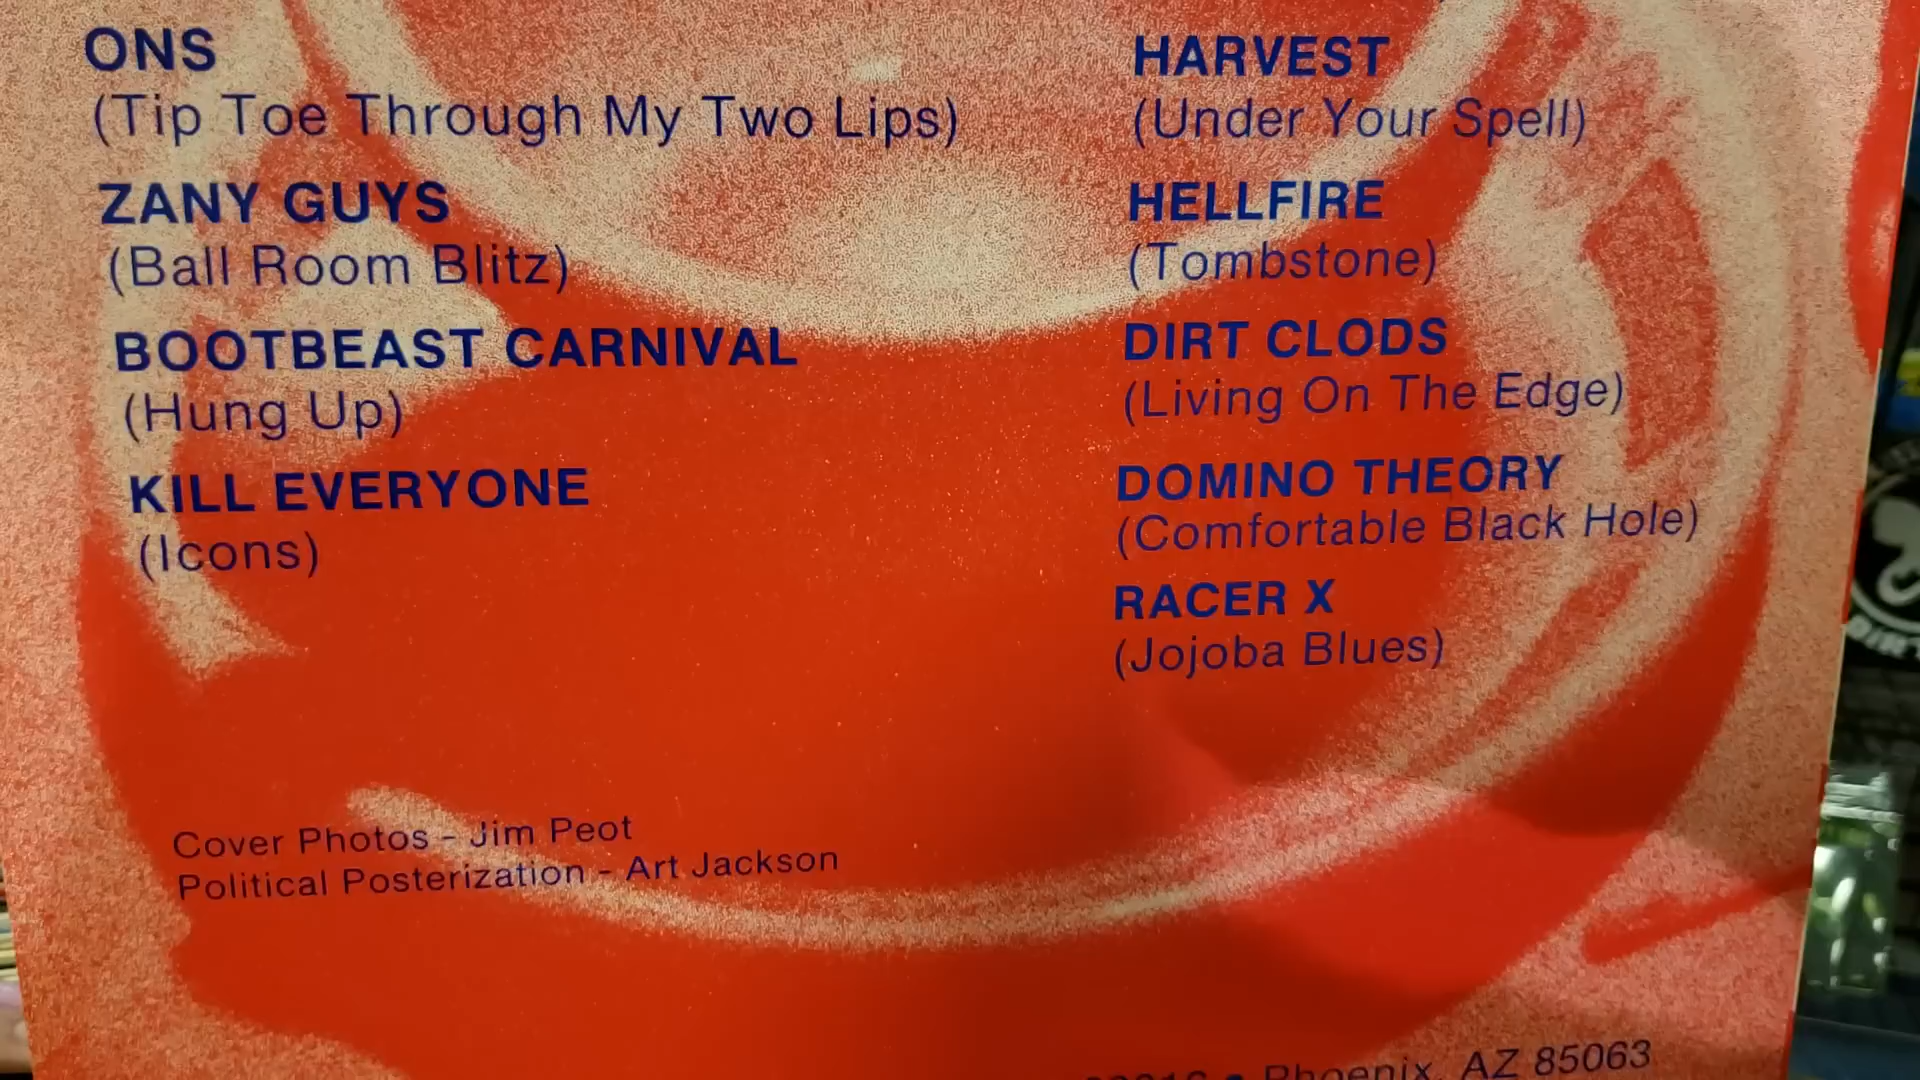 ONS
(Tip Toe Through My Two Lips)
ZANY GUYS
(Ball Room Blitz)
BOOTBEAST CARNIVAL
(Hung Up)
KILL EVERYONE
(Icons)
HARVEST
(Under Your Spell)
HELLFIRE
(Tombstone)
DIRT CLODS
(Living On The Edge)
DOMINO THEORY
(Comfortable Black Hole)
RACER X
(Jojoba Blues)
Cover Photos - Jim Peot
Political Posterization - Art Jackson
Phoenix, AZ 85063